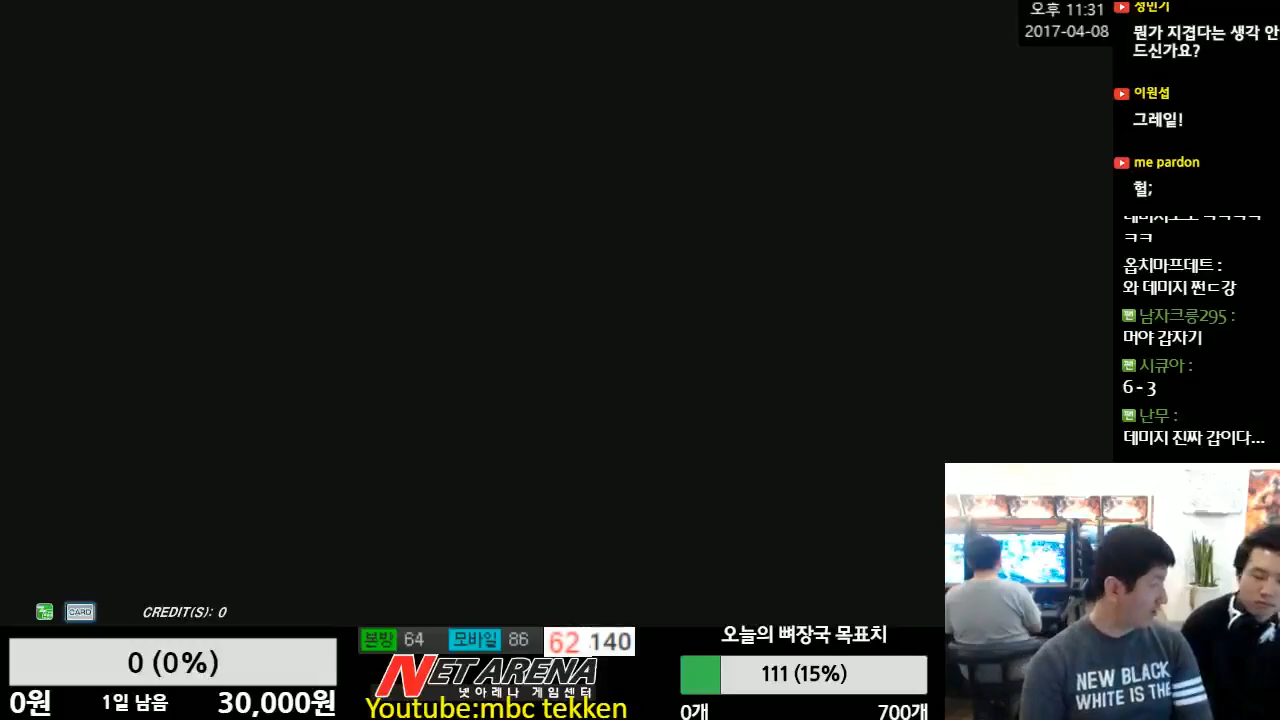 오후 11:31
2017-04-08
정민기
뭔가 지겹다는 생각 안
드신가요?
이원섭
그레일!
me pardon
헐;
ㅋㅋ
옵치마프데트 :
와 데미지 쩐ㄷ강
팬 남자크릉295 :
머야 갑자기
팬 시큐아 :
6 - 3
팬 난무 :
데미지 진짜 갑이다...
CARD
CREDIT(S): 0
0 (0%)
0원 1일 남음 30,000원
본방 64 모바일 86 62 140
NET ARENA
넷아레나 게임센터
Youtube:mbc tekken
오늘의 뼈장국 목표치
111 (15%)
0개 700개
NEW BLACK
WHITE IS THE